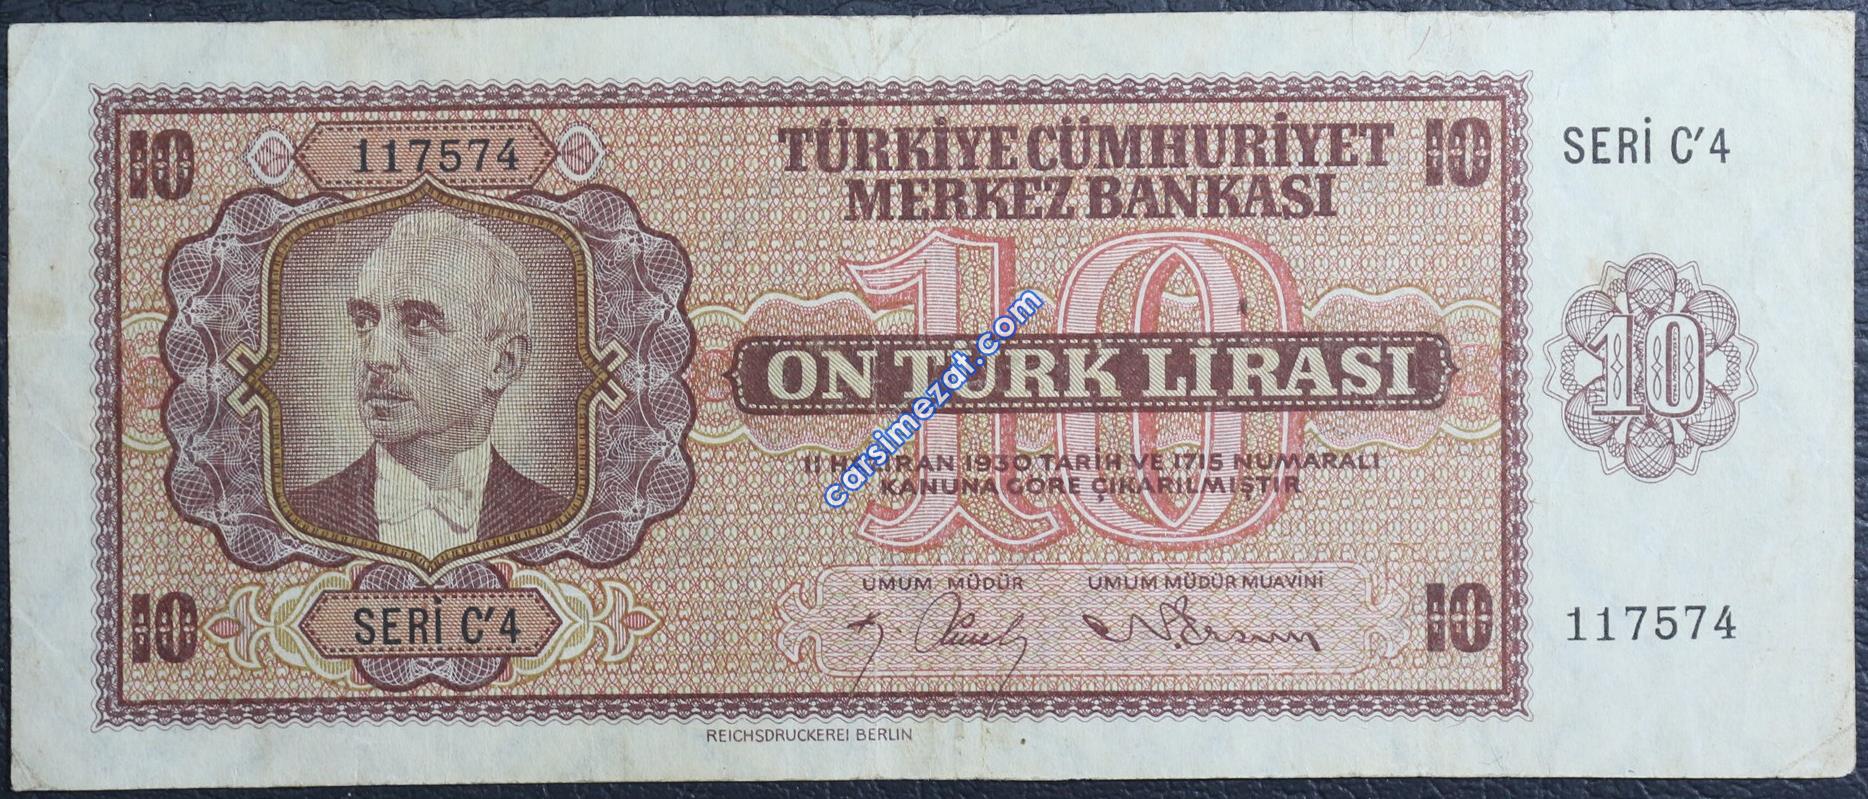 10
117574
TÜRKİYE CÜMHURİYET
MERKEZ BANKASI
10
SERİ C'4
10
ON TÜRK LİRASI
10
carsimezat.com
11 HAZİRAN 1930 TARİH VE 1715 NUMARALI
KANUNA GÖRE ÇIKARILMIŞTIR
UMUM MÜDÜR
UMUM MÜDÜR MUAVİNİ
10
SERİ C'4
10
117574
REICHSDRUCKEREI BERLIN